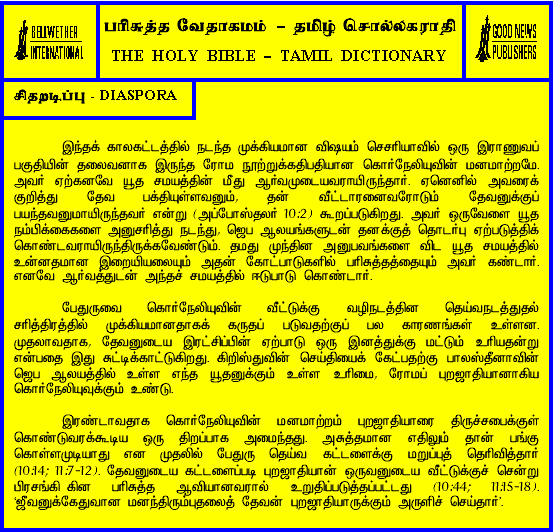 BELLWETHER
INTERNATIONAL
பரிசுத்த வேதாகமம் – தமிழ் சொல்லகராதி
THE HOLY BIBLE – TAMIL DICTIONARY
GOOD NEWS
PUBLISHERS
சிதறடிப்பு - DIASPORA
இந்தக் காலகட்டத்தில் நடந்த முக்கியமான விஷயம் செசரியாவில் ஒரு இராணுவப்
பகுதியின் தலைவனாக இருந்த ரோம நூற்றுக்கதிபதியான கொர்நேலியுவின் மனமாற்றமே.
அவர் ஏற்கனவே யூத சமயத்தின் மீது ஆர்வமுடையவராயிருந்தார். ஏனெனில் அவரைக்
குறித்து தேவ பக்தியுள்ளவனும், தன் வீட்டாரனைவரோடும் தேவனுக்குப்
பயந்தவனுமாயிருந்தவர் என்று (அப்போஸ்தலர் 10:2) கூறப்படுகிறது. அவர் ஒருவேளை யூத
நம்பிக்கைகளை அனுசரித்து நடந்து, ஜெப ஆலயங்களுடன் தனக்குத் தொடர்பு ஏற்படுத்திக்
கொண்டவராயிருந்திருக்கவேண்டும். தமது முந்தின அனுபவங்களை விட யூத சமயத்தில்
உன்னதமான இறையியலையும் அதன் கோட்பாடுகளில் பரிசுத்தத்தையும் அவர் கண்டார்.
எனவே ஆர்வத்துடன் அந்தச் சமயத்தில் ஈடுபாடு கொண்டார்.
பேதுருவை கொர்நேலியுவின் வீட்டுக்கு வழிநடத்தின தெய்வநடத்துதல்
சரித்திரத்தில் முக்கியமானதாகக் கருதப் படுவதற்குப் பல காரணங்கள் உள்ளன.
முதலாவதாக, தேவனுடைய இரட்சிப்பின் ஏற்பாடு ஒரு இனத்துக்கு மட்டும் உரியதன்று
என்பதை இது சுட்டிக்காட்டுகிறது. கிறிஸ்துவின் செய்தியைக் கேட்பதற்கு பாலஸ்தீனாவின்
ஜெப ஆலயத்தில் உள்ள எந்த யூதனுக்கும் உள்ள உரிமை, ரோமப் புறஜாதியானாகிய
கொர்நேலியுவுக்கும் உண்டு.
இரண்டாவதாக கொர்நேலியுவின் மனமாற்றம் புறஜாதியாரை திருச்சபைக்குள்
கொண்டுவரக்கூடிய ஒரு திறப்பாக அமைந்தது. அசுத்தமான எதிலும் தான் பங்கு
கொள்ளமுடியாது என முதலில் பேதுரு தெய்வ கட்டளைக்கு மறுப்புத் தெரிவித்தார்
(10:14; 11:7-12). தேவனுடைய கட்டளைப்படி புறஜாதியான் ஒருவனுடைய வீட்டுக்குச் சென்று
பிரசங்கி கின பரிசுத்த ஆவியானவரால் உறுதிப்படுத்தப்பட்டது (10:44; 11:15-18).
'ஜீவனுக்கேதுவான மனந்திரும்புதலைத் தேவன் புறஜாதியாருக்கும் அருளிச் செய்தார்'.